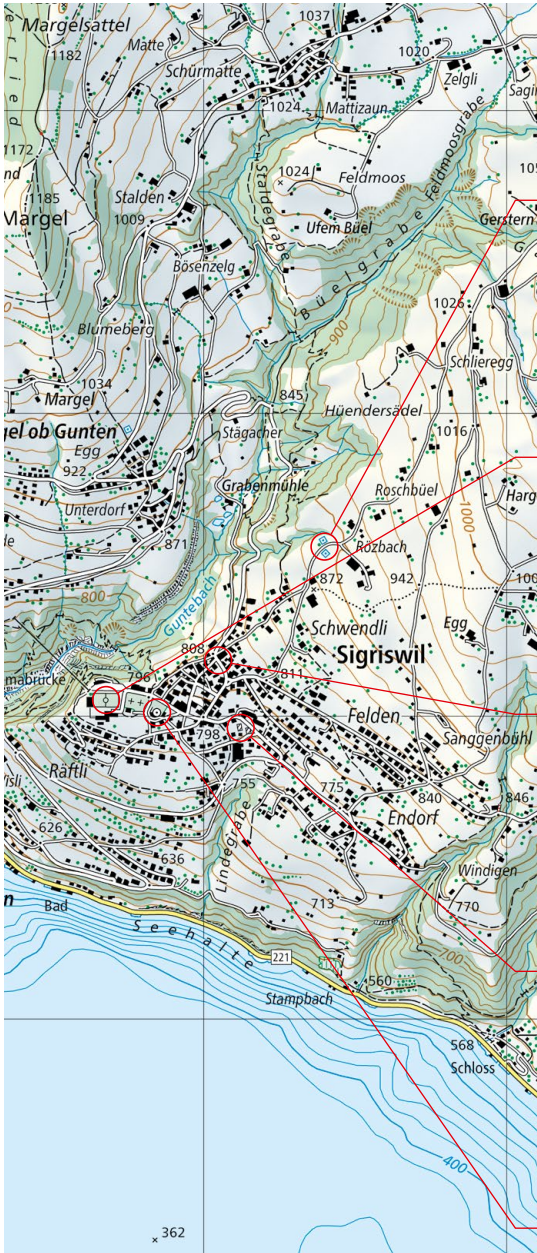 Margelsattel
1037
Matte
1020
1182
Schürmatte
Zelgli
1024
Mattizaun
1172
Staldegrabe
1024
Feldmoos
Feldmoosgrabe
1185
Stalden
Margel
1009
Ufem Büel
Gerstern
Bösenzelg
Büelgrabe
G
1026
900
Blumeberg
Schlieregg
1034
Margel
845
Hüendersädel
gel ob Gunten
Stägacher
1016
Egg
922
Grabenmühle
Roschbüel
Harg
Unterdorf
1000
871
Rözbach
800
872
942
Guntebach
Schwendli
Egg
808
Sigriswil
796
811
mabrücke
Felden
798
Sanggenbühl
Räftli
755
775
840
846
626
Endorf
636
Lindegrabe
Windigen
713
770
n
Bad
Seehalte
700
221
560
Stampbach
568
Schloss
400
362